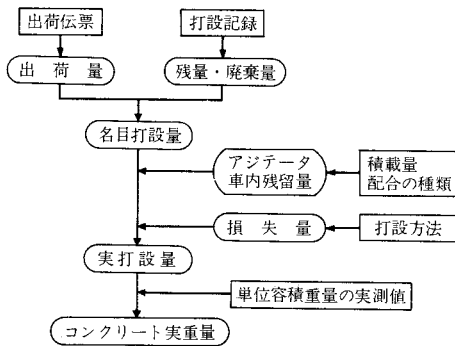 出荷伝票
打設記録
出荷量
残量・廃棄量
名目打設量
アジテータ
車内残留量
積載量
配合の種類
損失量
打設方法
実打設量
単位容積重量の実測値
コンクリート実重量